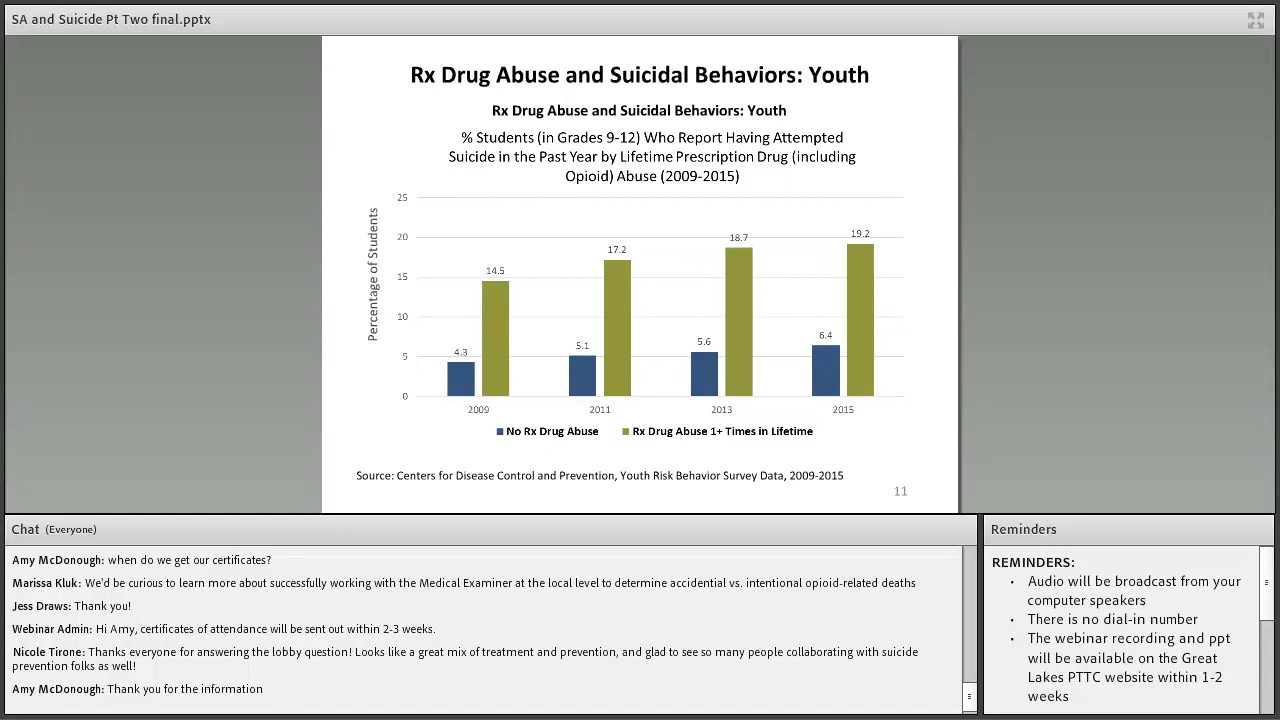 SA and Suicide Pt Two final.pptx
Rx Drug Abuse and Suicidal Behaviors: Youth
Rx Drug Abuse and Suicidal Behaviors: Youth
% Students (in Grades 9-12) Who Report Having Attempted
Suicide in the Past Year by Lifetime Prescription Drug (including
Opioid) Abuse (2009-2015)
Percentage of Students
25
20
15
10
5
0
4.3
14.5
5.1
17.2
5.6
18.7
6.4
19.2
2009
2011
2013
2015
No Rx Drug Abuse
Rx Drug Abuse 1+ Times in Lifetime
Source: Centers for Disease Control and Prevention, Youth Risk Behavior Survey Data, 2009-2015
11
Chat (Everyone)
Amy McDonough: when do we get our certificates?
Marissa Kluk: We'd be curious to learn more about successfully working with the Medical Examiner at the local level to determine accidential vs. intentional opioid-related deaths
Jess Draws: Thank you!
Webinar Admin: Hi Amy, certificates of attendance will be sent out within 2-3 weeks.
Nicole Tirone: Thanks everyone for answering the lobby question! Looks like a great mix of treatment and prevention, and glad to see so many people collaborating with suicide
prevention folks as well!
Amy McDonough: Thank you for the information
Reminders
REMINDERS:
• Audio will be broadcast from your
computer speakers
• There is no dial-in number
• The webinar recording and ppt
will be available on the Great
Lakes PTTC website within 1-2
weeks